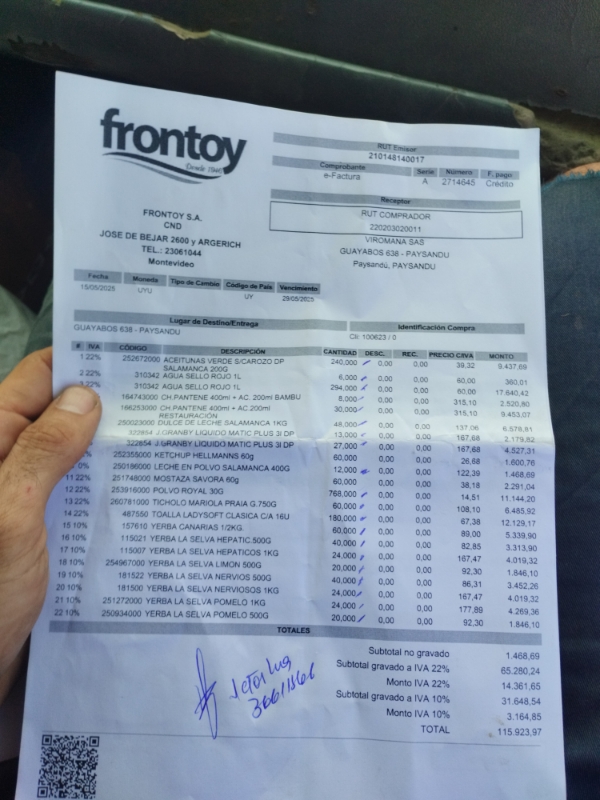 frontoy
Desde 1946
RUT Emisor
210148140017
Comprobante Serie Número F. pago
e-Factura A 2714645 Crédito
Receptor
RUT COMPRADOR
220203020011
VIROMANA SAS
GUAYABOS 638 - PAYSANDU
Paysandú, PAYSANDU
FRONTOY S.A.
CND
JOSE DE BEJAR 2600 y ARGERICH
TEL.: 23061044
Montevideo
Fecha Moneda Tipo de Cambio Código de País Vencimiento
15/05/2025 UYU UY 29/05/2025
Lugar de Destino/Entrega Identificación Compra
GUAYABOS 638 - PAYSANDU Cli: 100623 / 0
# IVA CÓDIGO DESCRIPCIÓN CANTIDAD DESC. REC. PRECIO C/IVA MONTO
1 22% 252672000 ACEITUNAS VERDE S/CAROZO DP SALAMANCA 200G 240,000 0,00 0,00 39,32 9.437,69
2 22% 310342 AGUA SELLO ROJO 1L 6,000 0,00 0,00 60,00 360,01
3 22% 310342 AGUA SELLO ROJO 1L 294,000 0,00 0,00 60,00 17.640,42
164743000 CH.PANTENE 400ml + AC. 200ml BAMBU 8,000 0,00 0,00 315,10 2.520,80
166253000 CH.PANTENE 400ml + AC.200ml RESTAURACIÓN 30,000 0,00 0,00 315,10 9.453,07
250023000 DULCE DE LECHE SALAMANCA 1KG 48,000 0,00 0,00 137,06 6.579,81
322854 J.GRANBY LIQUIDO MATIC PLUS 3l DP 13,000 0,00 0,00 167,68 2.179,82
322854 J.GRANBY LIQUIDO MATIC PLUS 3l DP 27,000 0,00 0,00 167,68 4.527,31
252355000 KETCHUP HELLMANNS 60g 60,000 0,00 0,00 26,68 1.600,76
0% 250186000 LECHE EN POLVO SALAMANCA 400G 12,000 0,00 0,00 122,39 1.468,69
11 22% 251748000 MOSTAZA SAVORA 60g 60,000 0,00 0,00 38,18 2.291,04
12 22% 253916000 POLVO ROYAL 30G 768,000 0,00 0,00 14,51 11.144,20
13 22% 260781000 TICHOLO MARIOLA PRAIA G.750G 60,000 0,00 0,00 108,10 6.485,92
14 22% 487550 TOALLA LADYSOFT CLASICA C/A 16U 180,000 0,00 0,00 67,38 12.129,17
15 10% 157610 YERBA CANARIAS 1/2KG. 60,000 0,00 0,00 89,00 5.339,90
16 10% 115021 YERBA LA SELVA HEPATIC 500G 40,000 0,00 0,00 82,85 3.313,90
17 10% 115007 YERBA LA SELVA HEPATICOS 1KG 24,000 0,00 0,00 167,47 4.019,32
18 10% 254967000 YERBA LA SELVA LIMON 500G 20,000 0,00 0,00 92,30 1.846,10
19 10% 181522 YERBA LA SELVA NERVIOS 500G 40,000 0,00 0,00 86,31 3.452,26
20 10% 181500 YERBA LA SELVA NERVIOSOS 1KG 24,000 0,00 0,00 167,47 4.019,32
21 10% 251272000 YERBA LA SELVA POMELO 1KG 24,000 0,00 0,00 177,89 4.269,36
22 10% 250934000 YERBA LA SELVA POMELO 500G 20,000 0,00 0,00 92,30 1.846,10
TOTALES
Subtotal no gravado 1.468,69
Subtotal gravado a IVA 22% 65.280,24
Monto IVA 22% 14.361,65
Subtotal gravado a IVA 10% 31.648,54
Monto IVA 10% 3.164,85
TOTAL 115.923,97